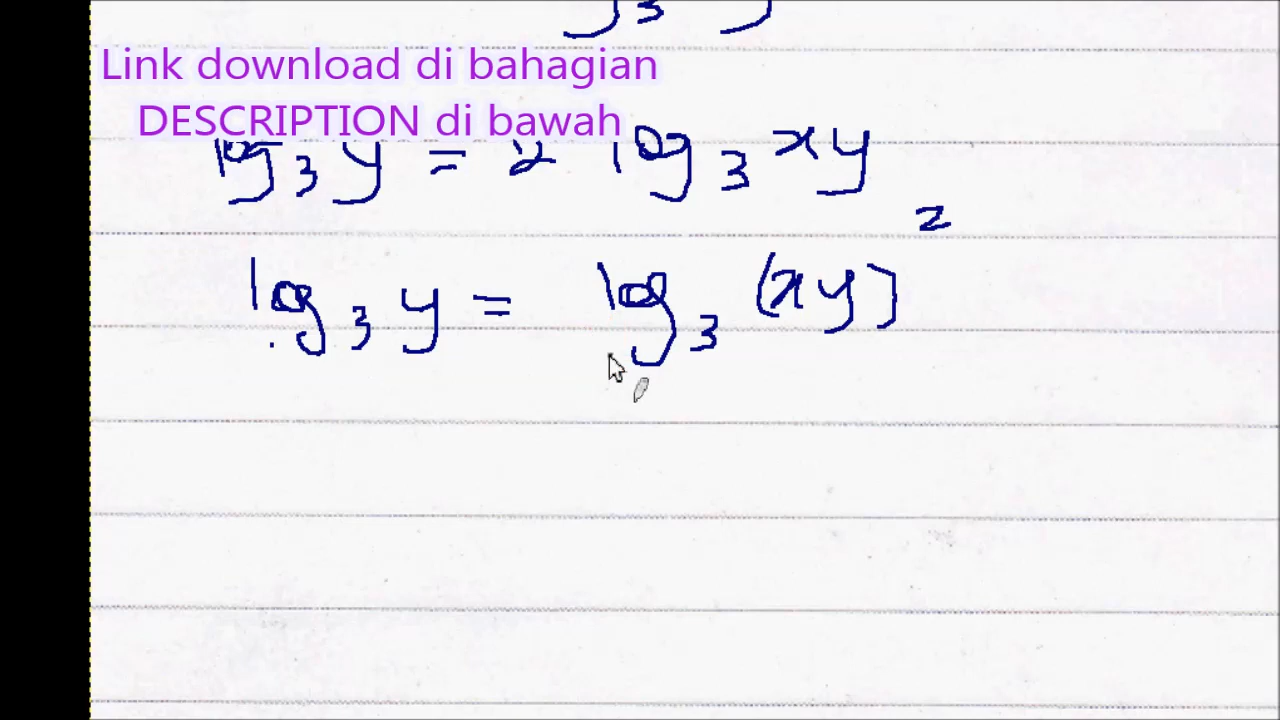 Link download di bahagian
DESCRIPTION di bawah
log₃ y = 2 log₃ xy
log₃ y = log₃ (xy)²